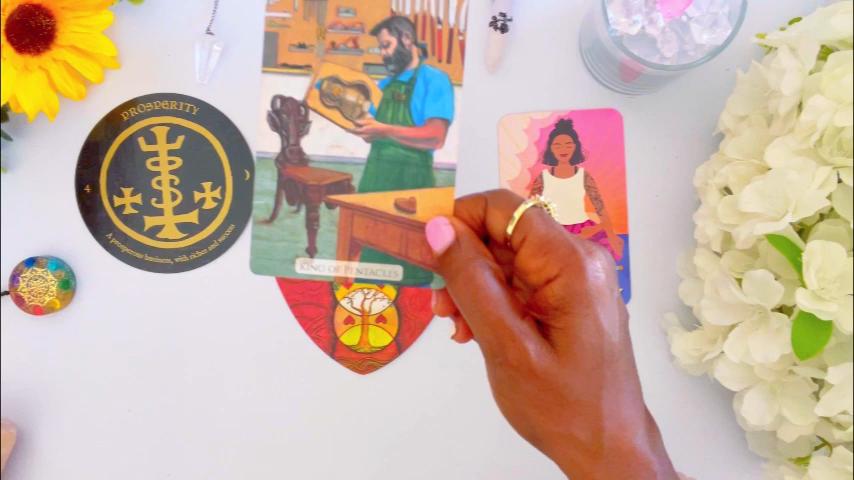 PROSPERITY
4
A prosperous business, with riches and success
KING OF PENTACLES